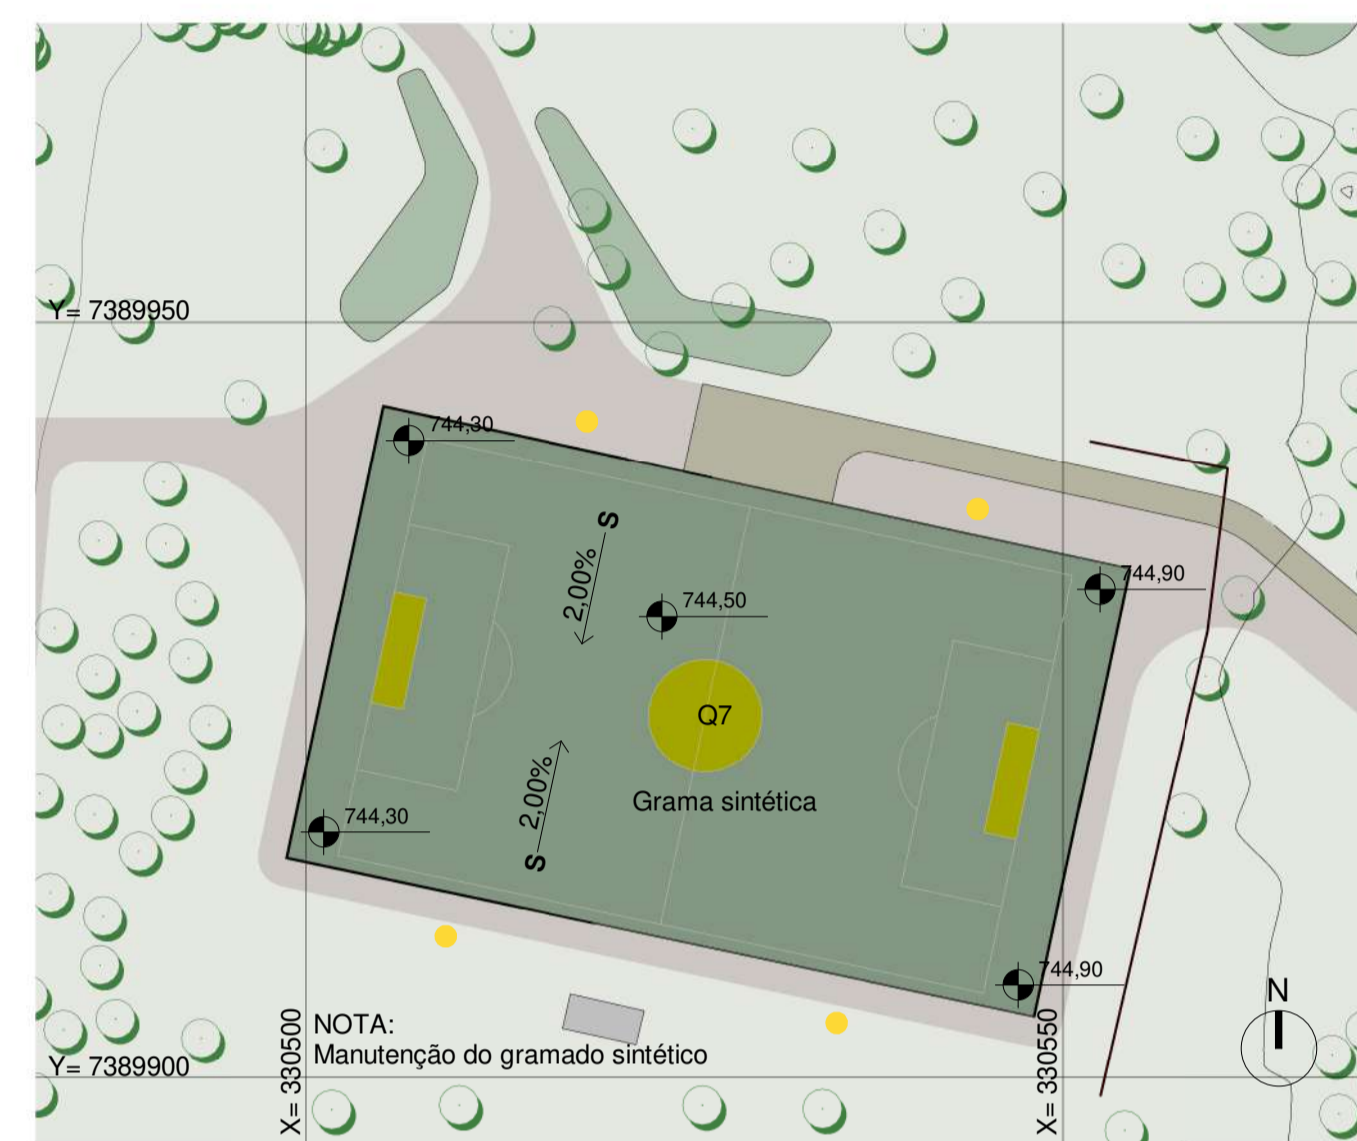 Y= 7389950
744,30
744,90
S
2,00%
744,50
Q7
2,00%
S
Grama sintética
744,30
744,90
N
NOTA:
Manutenção do gramado sintético
Y= 7389900
X= 330500
X= 330550